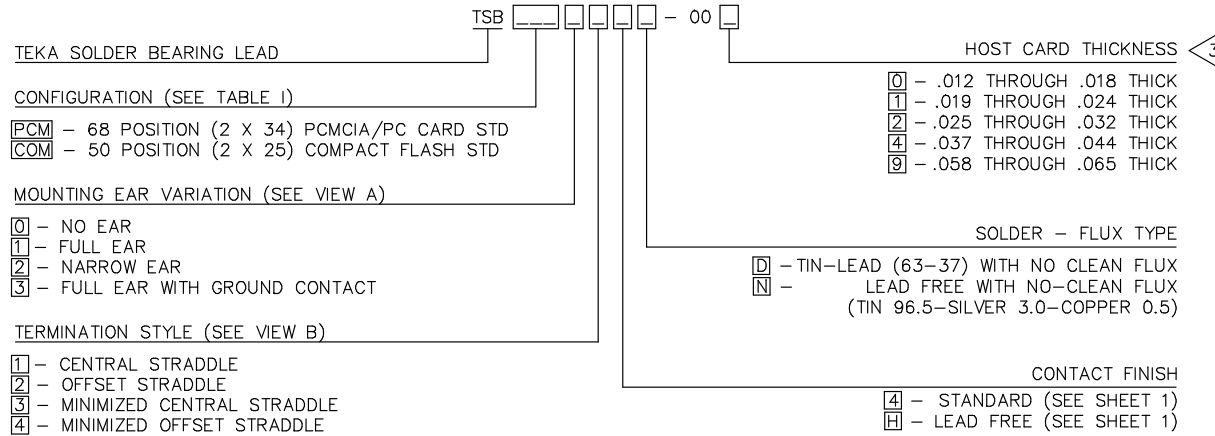 TSB ___ _ _ _ _ - 00 _
TEKA SOLDER BEARING LEAD
CONFIGURATION (SEE TABLE I)
PCM - 68 POSITION (2 X 34) PCMCIA/PC CARD STD
COM - 50 POSITION (2 X 25) COMPACT FLASH STD
MOUNTING EAR VARIATION (SEE VIEW A)
0 - NO EAR
1 - FULL EAR
2 - NARROW EAR
3 - FULL EAR WITH GROUND CONTACT
TERMINATION STYLE (SEE VIEW B)
1 - CENTRAL STRADDLE
2 - OFFSET STRADDLE
3 - MINIMIZED CENTRAL STRADDLE
4 - MINIMIZED OFFSET STRADDLE
HOST CARD THICKNESS 3
0 - .012 THROUGH .018 THICK
1 - .019 THROUGH .024 THICK
2 - .025 THROUGH .032 THICK
4 - .037 THROUGH .044 THICK
9 - .058 THROUGH .065 THICK
SOLDER - FLUX TYPE
D - TIN-LEAD (63-37) WITH NO CLEAN FLUX
N - LEAD FREE WITH NO-CLEAN FLUX
(TIN 96.5-SILVER 3.0-COPPER 0.5)
CONTACT FINISH
4 - STANDARD (SEE SHEET 1)
H - LEAD FREE (SEE SHEET 1)